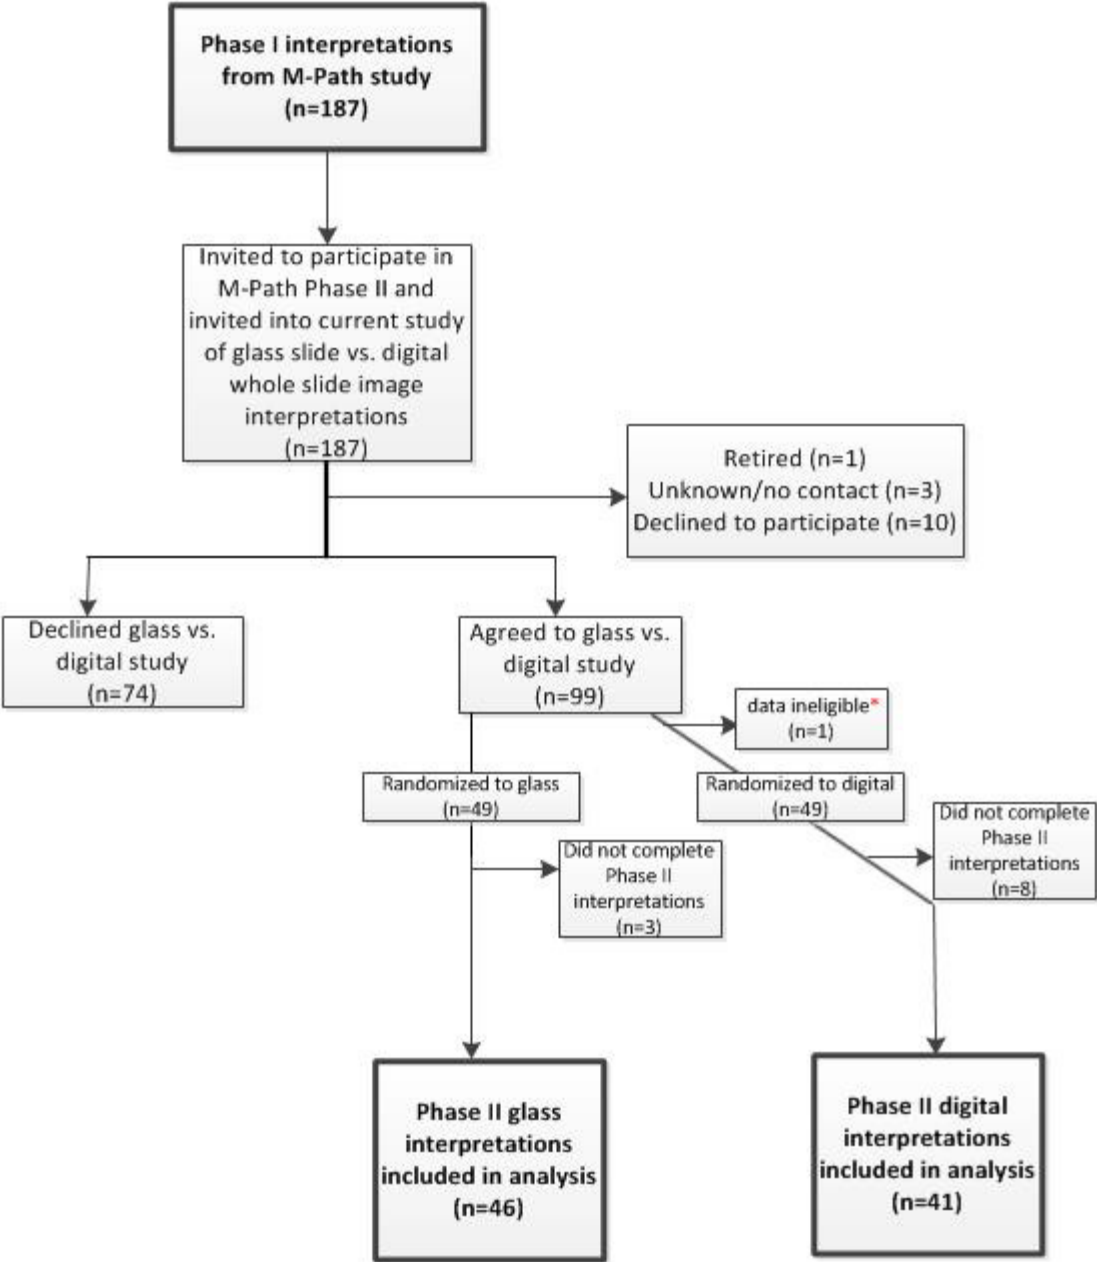 Phase I interpretations
from M-Path study
(n=187)
Invited to participate in
M-Path Phase II and
invited into current study
of glass slide vs. digital
whole slide image
interpretations
(n=187)
Retired (n=1)
Unknown/no contact (n=3)
Declined to participate (n=10)
Declined glass vs.
digital study
(n=74)
Agreed to glass vs.
digital study
(n=99)
data ineligible*
(n=1)
Randomized to glass
(n=49)
Randomized to digital
(n=49)
Did not complete
Phase II
interpretations
(n=3)
Did not complete
Phase II
interpretations
(n=8)
Phase II glass
interpretations
included in analysis
(n=46)
Phase II digital
interpretations
included in analysis
(n=41)